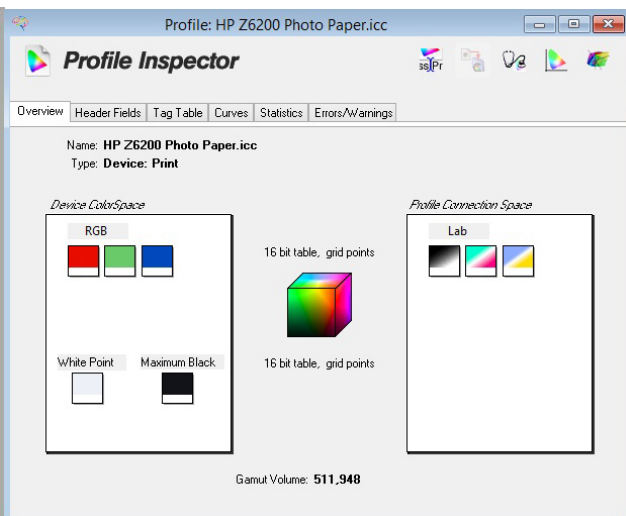 Profile: HP Z6200 Photo Paper.icc
Profile Inspector
Overview Header Fields Tag Table Curves Statistics Errors/Warnings
Name: HP Z6200 Photo Paper.icc
Type: Device: Print
Device ColorSpace
Profile Connection Space
RGB
Lab
16 bit table, grid points
White Point Maximum Black
16 bit table, grid points
Gamut Volume: 511,948